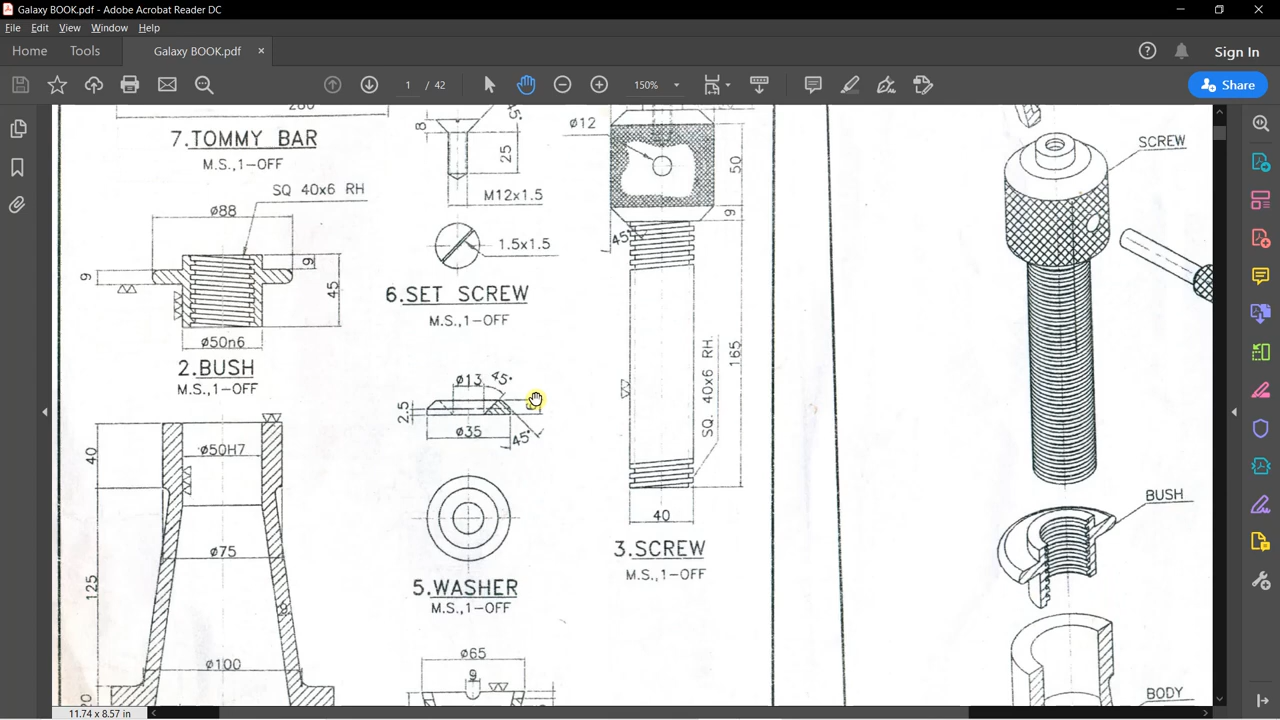 Galaxy BOOK.pdf - Adobe Acrobat Reader DC
File Edit View Window Help
Home Tools Galaxy BOOK.pdf × Sign In
1 / 42 150% Share
280
7.TOMMY BAR
M.S.,1-OFF
SQ 40x6 RH
ø88
9
9
45
ø50n6
2.BUSH
M.S.,1-OFF
40
ø50H7
ø75
125
9
ø100
20
45°
8
25
M12x1.5
1.5x1.5
6.SET SCREW
M.S.,1-OFF
ø13 45°
2.5
ø35 45°
5.WASHER
M.S.,1-OFF
ø65
9
ø12
50
9
45°
SQ. 40x6 RH.
165
40
3.SCREW
M.S.,1-OFF
SCREW
BUSH
BODY
11.74 x 8.57 in